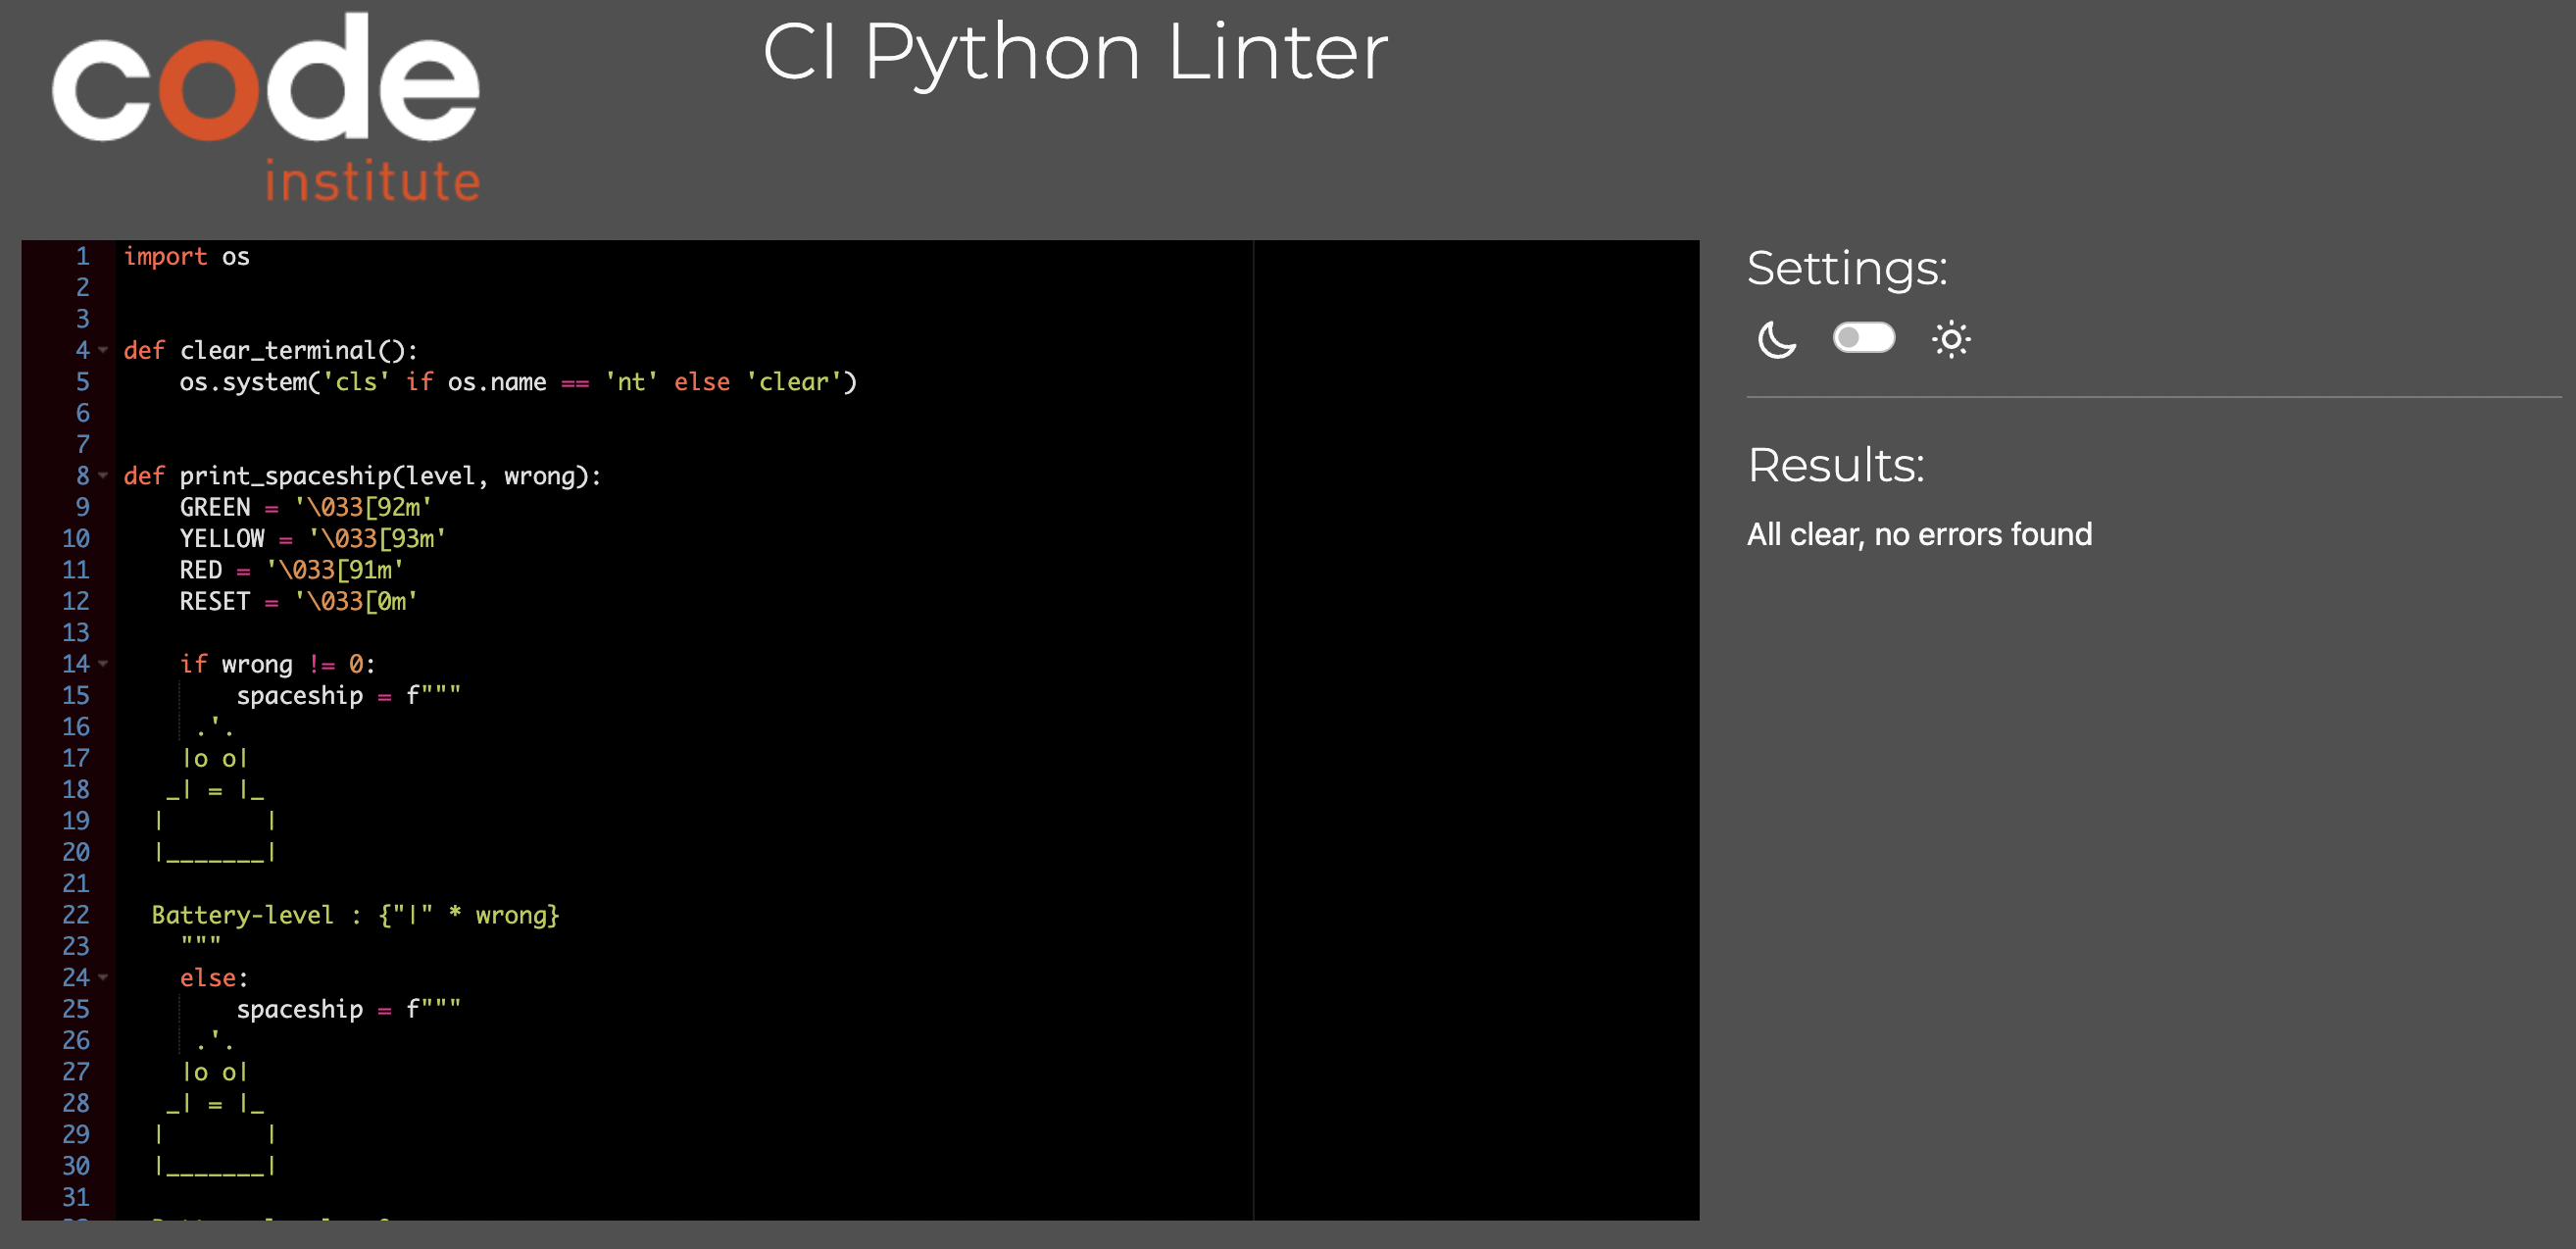 code
institute
CI Python Linter
1 import os
2
3
4 def clear_terminal():
5     os.system('cls' if os.name == 'nt' else 'clear')
6
7
8 def print_spaceship(level, wrong):
9     GREEN = '\033[92m'
10     YELLOW = '\033[93m'
11     RED = '\033[91m'
12     RESET = '\033[0m'
13
14     if wrong != 0:
15         spaceship = f"""
16      .'.
17     |o o|
18    _| = |_
19   |       |
20   |_______|
21
22   Battery-level : {"|" * wrong}
23     """
24     else:
25         spaceship = f"""
26      .'.
27     |o o|
28    _| = |_
29   |       |
30   |_______|
31
Settings:
Results:
All clear, no errors found